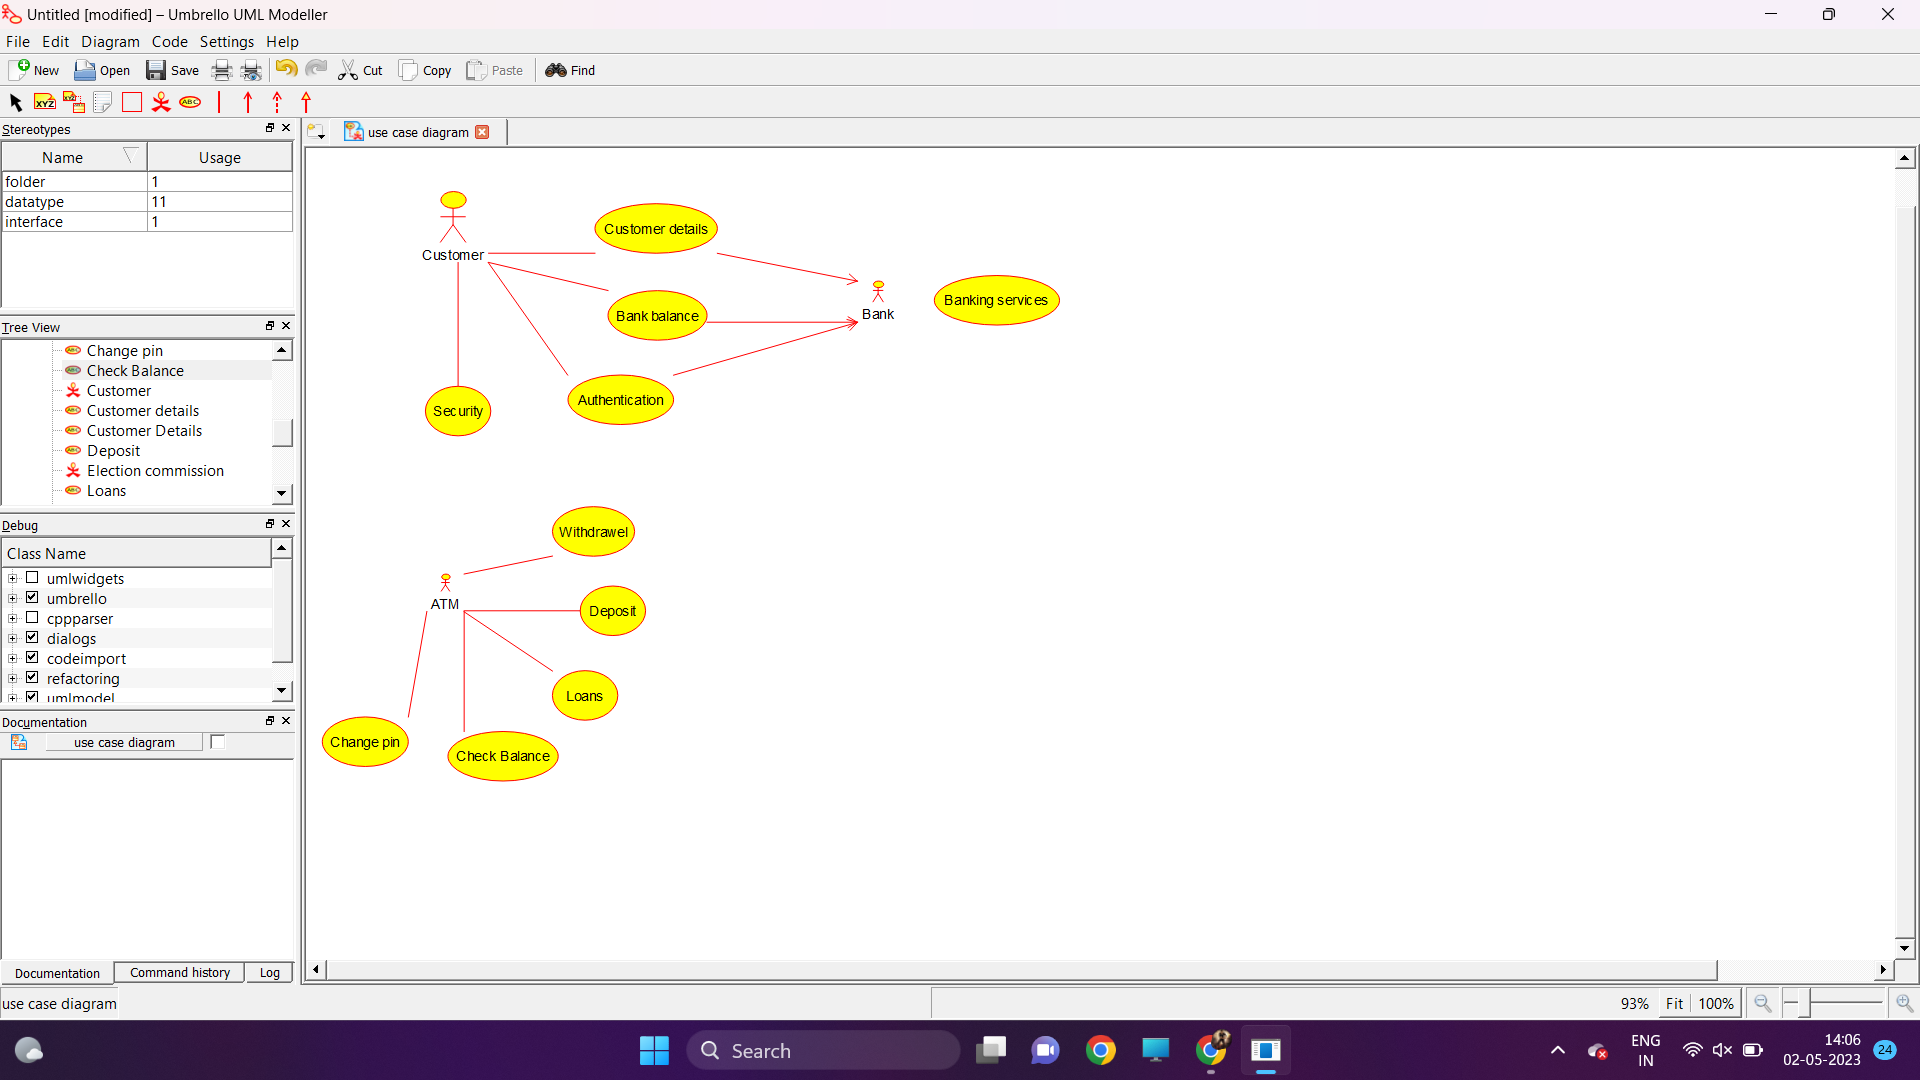 Untitled [modified] – Umbrello UML Modeller
File Edit Diagram Code Settings Help
New Open Save Cut Copy Paste Find
XYZ XYZ ABC
Stereotypes
use case diagram
Name Usage
folder 1
datatype 11
interface 1
Tree View
Change pin
Check Balance
Customer
Customer details
Customer Details
Deposit
Election commission
Loans
Debug
Class Name
umlwidgets
umbrello
cppparser
dialogs
codeimport
refactoring
umlmodel
Documentation
use case diagram
Documentation Command history Log
Customer
Customer details
Bank
Banking services
Bank balance
Authentication
Security
Withdrawel
ATM
Deposit
Loans
Change pin
Check Balance
use case diagram
93% Fit 100%
Search
ENG
IN
14:06
02-05-2023
24